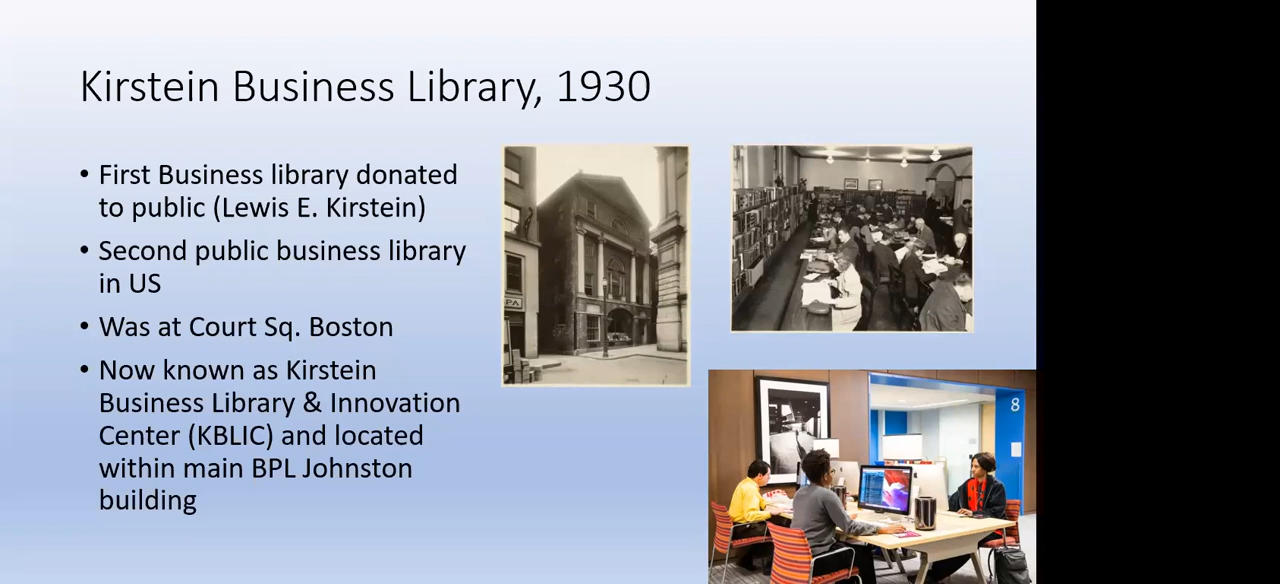 Kirstein Business Library, 1930
• First Business library donated
to public (Lewis E. Kirstein)
• Second public business library
in US
• Was at Court Sq. Boston
• Now known as Kirstein
Business Library & Innovation
Center (KBLIC) and located
within main BPL Johnston
building
PA
8